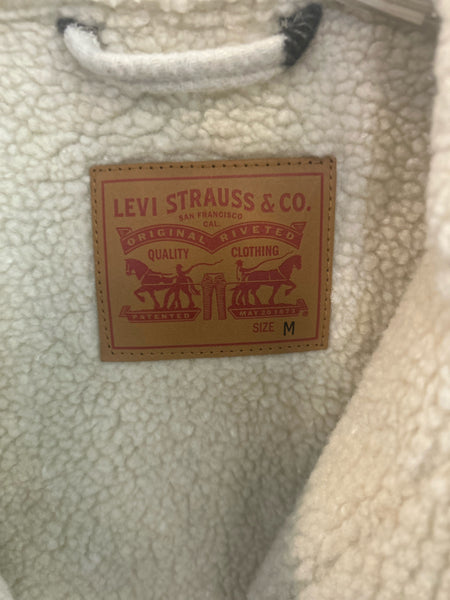 LEVI STRAUSS & CO.
SAN FRANCISCO
CAL.
ORIGINAL RIVETED
QUALITY CLOTHING
PATENTED MAY 20 1873
SIZE M